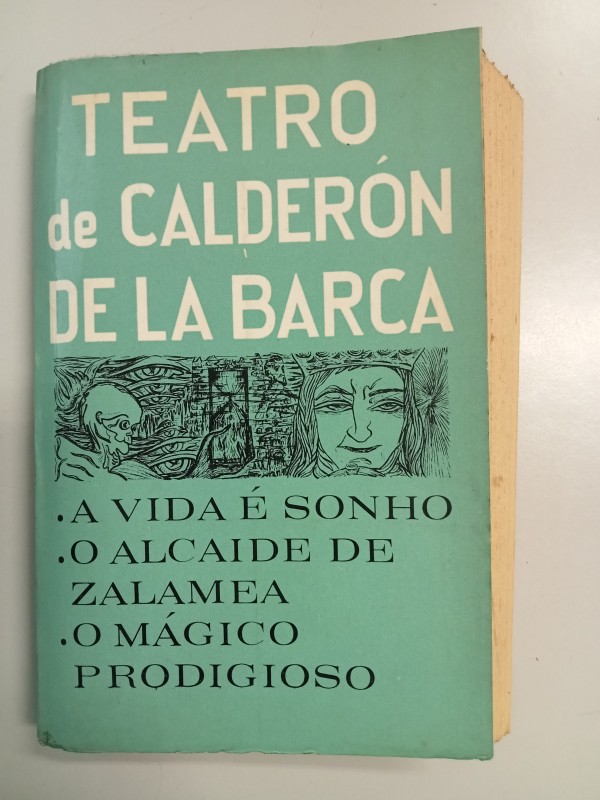 TEATRO
de CALDERÓN
DE LA BARCA
.A VIDA É SONHO
.O ALCAIDE DE
ZALAMEA
.O MÁGICO
PRODIGIOSO